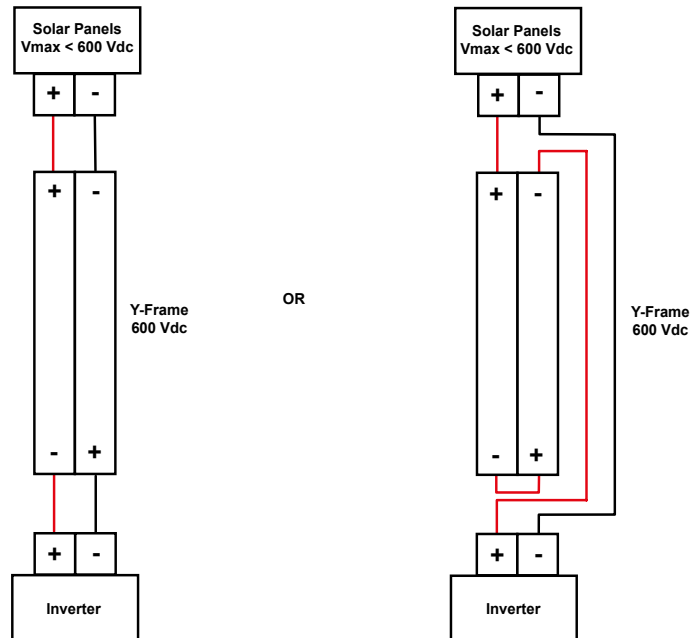 Solar Panels
Vmax < 600 Vdc
+ -
+ -
Y-Frame
600 Vdc
- +
+ -
Inverter
OR
Solar Panels
Vmax < 600 Vdc
+ -
+ -
Y-Frame
600 Vdc
- +
+ -
Inverter